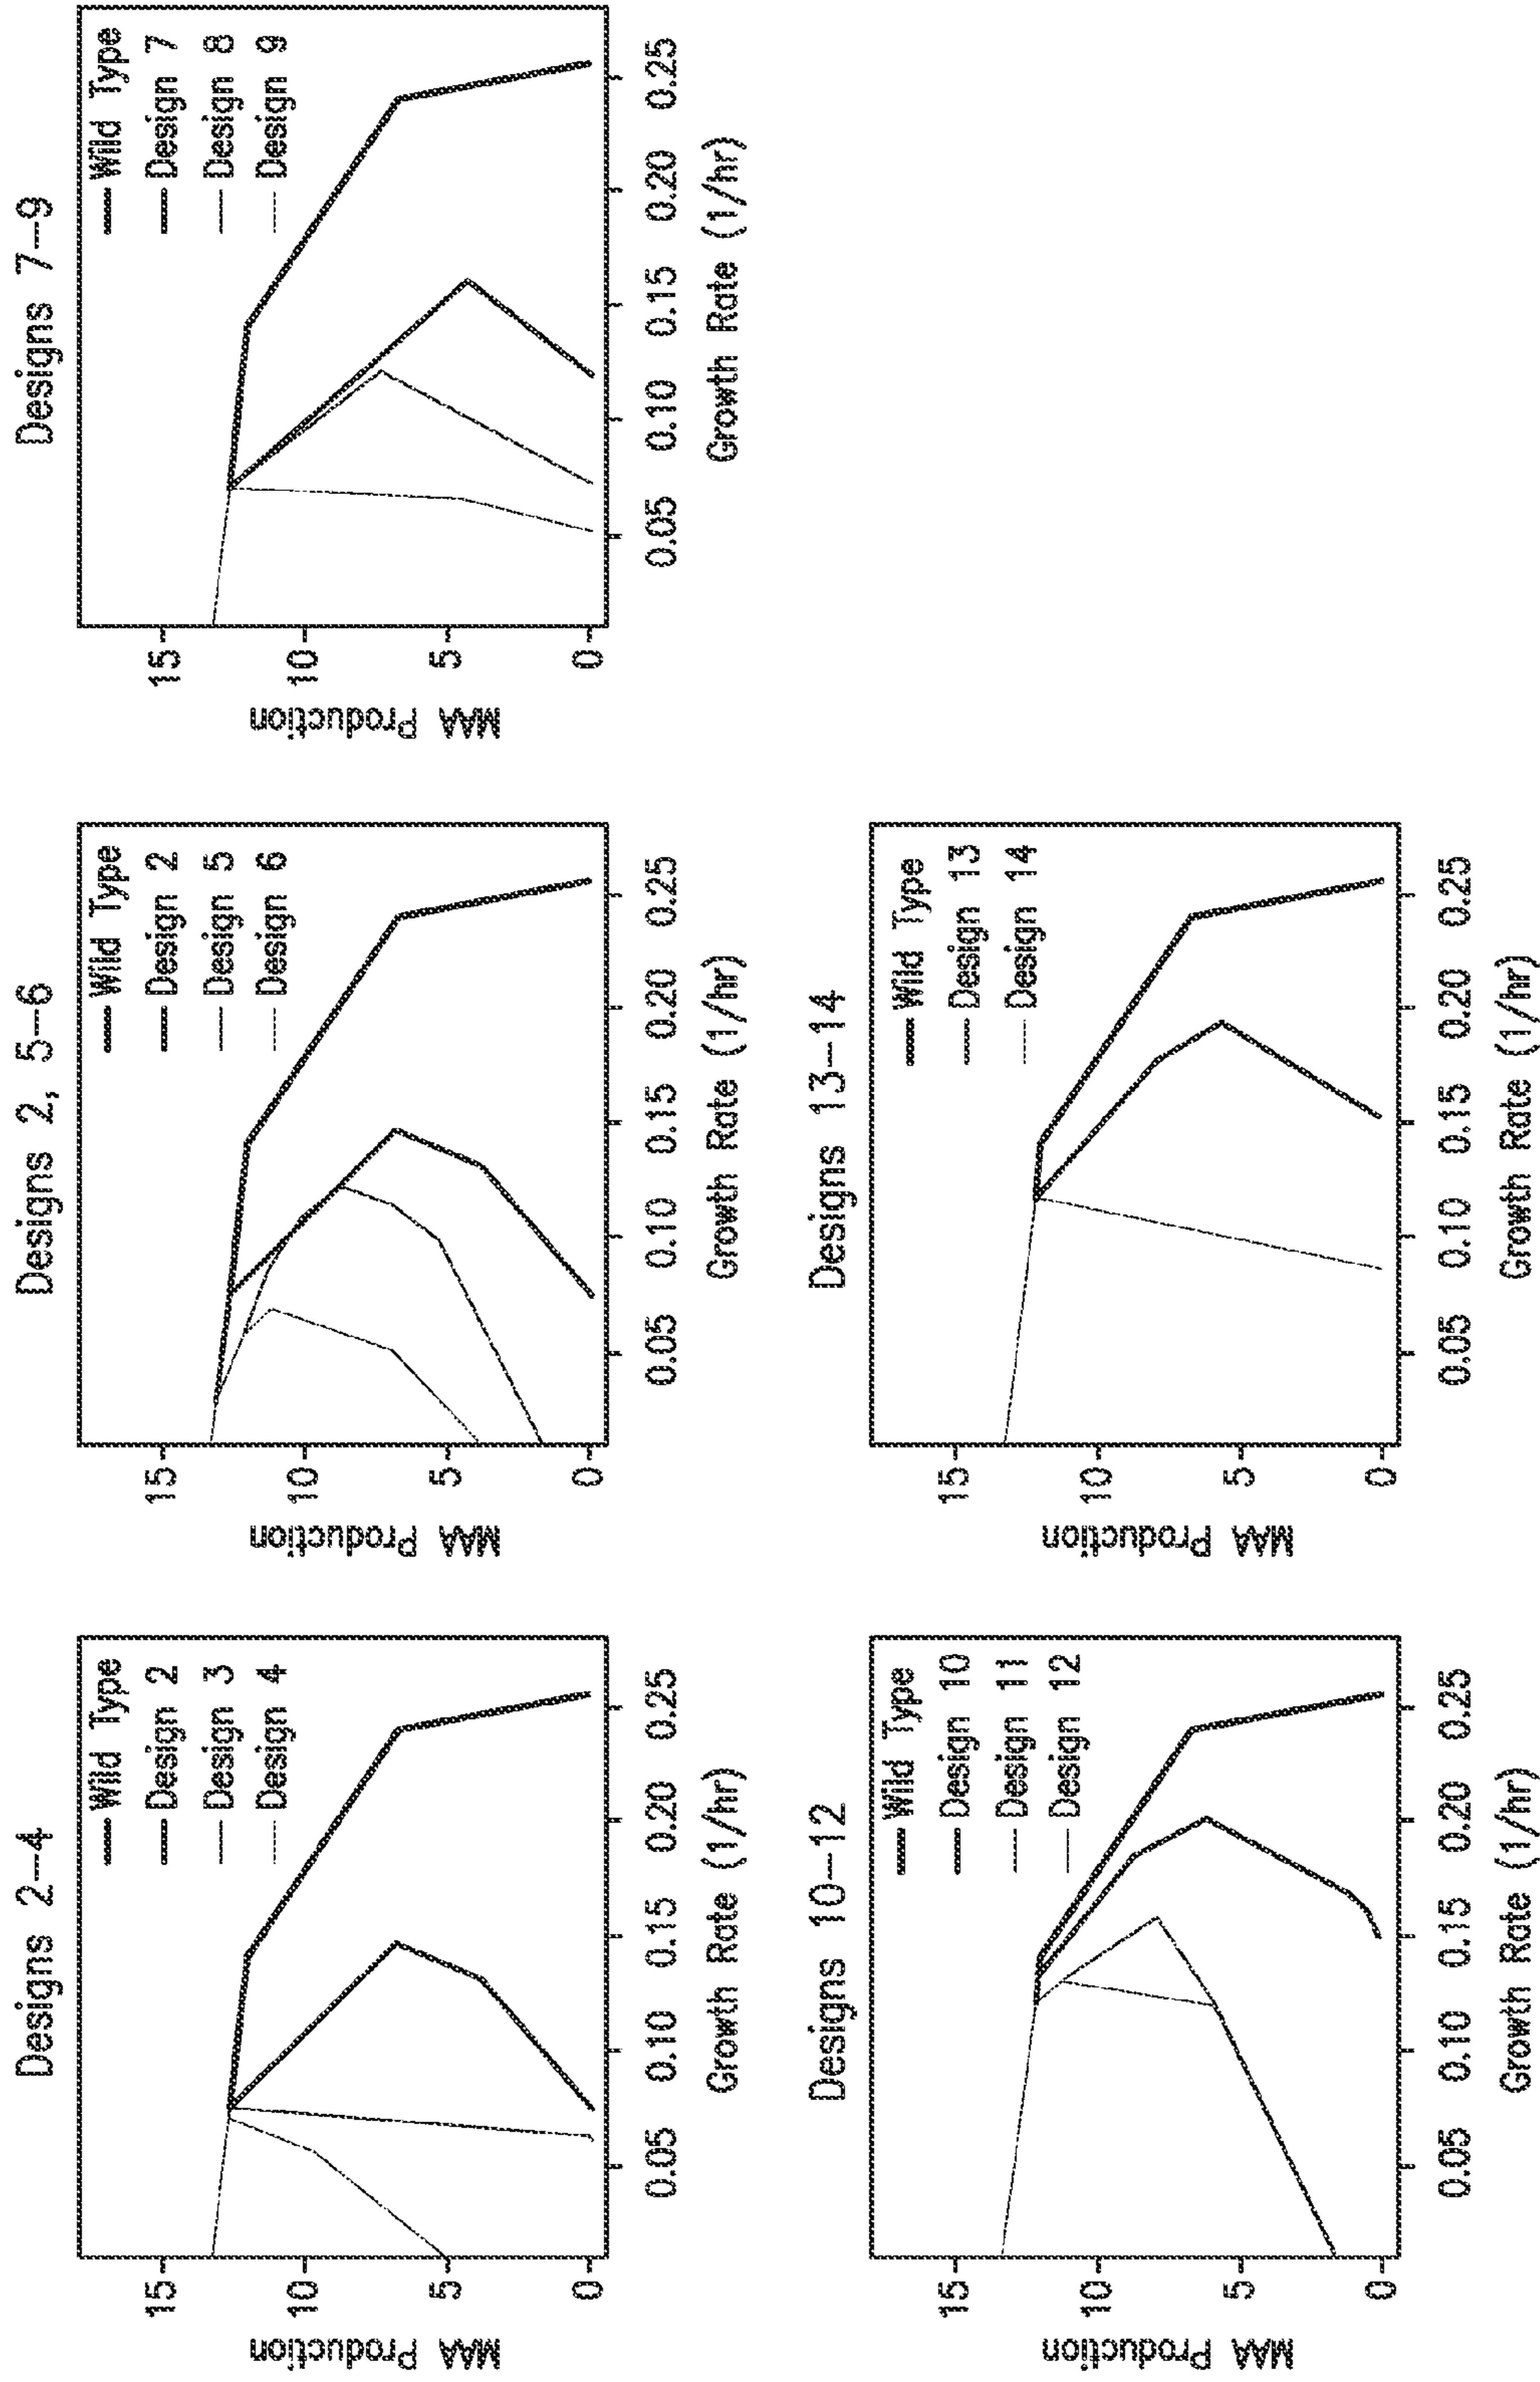 Designs 2-4
MAA Production
15
10
5
0
Wild Type
Design 2
Design 3
Design 4
0.05 0.10 0.15 0.20 0.25
Growth Rate (1/hr)
Designs 2, 5-6
MAA Production
15
10
5
0
Wild Type
Design 2
Design 5
Design 6
0.05 0.10 0.15 0.20 0.25
Growth Rate (1/hr)
Designs 7-9
MAA Production
15
10
5
0
Wild Type
Design 7
Design 8
Design 9
0.05 0.10 0.15 0.20 0.25
Growth Rate (1/hr)
Designs 10-12
MAA Production
15
10
5
0
Wild Type
Design 10
Design 11
Design 12
0.05 0.10 0.15 0.20 0.25
Growth Rate (1/hr)
Designs 13-14
MAA Production
15
10
5
0
Wild Type
Design 13
Design 14
0.05 0.10 0.15 0.20 0.25
Growth Rate (1/hr)